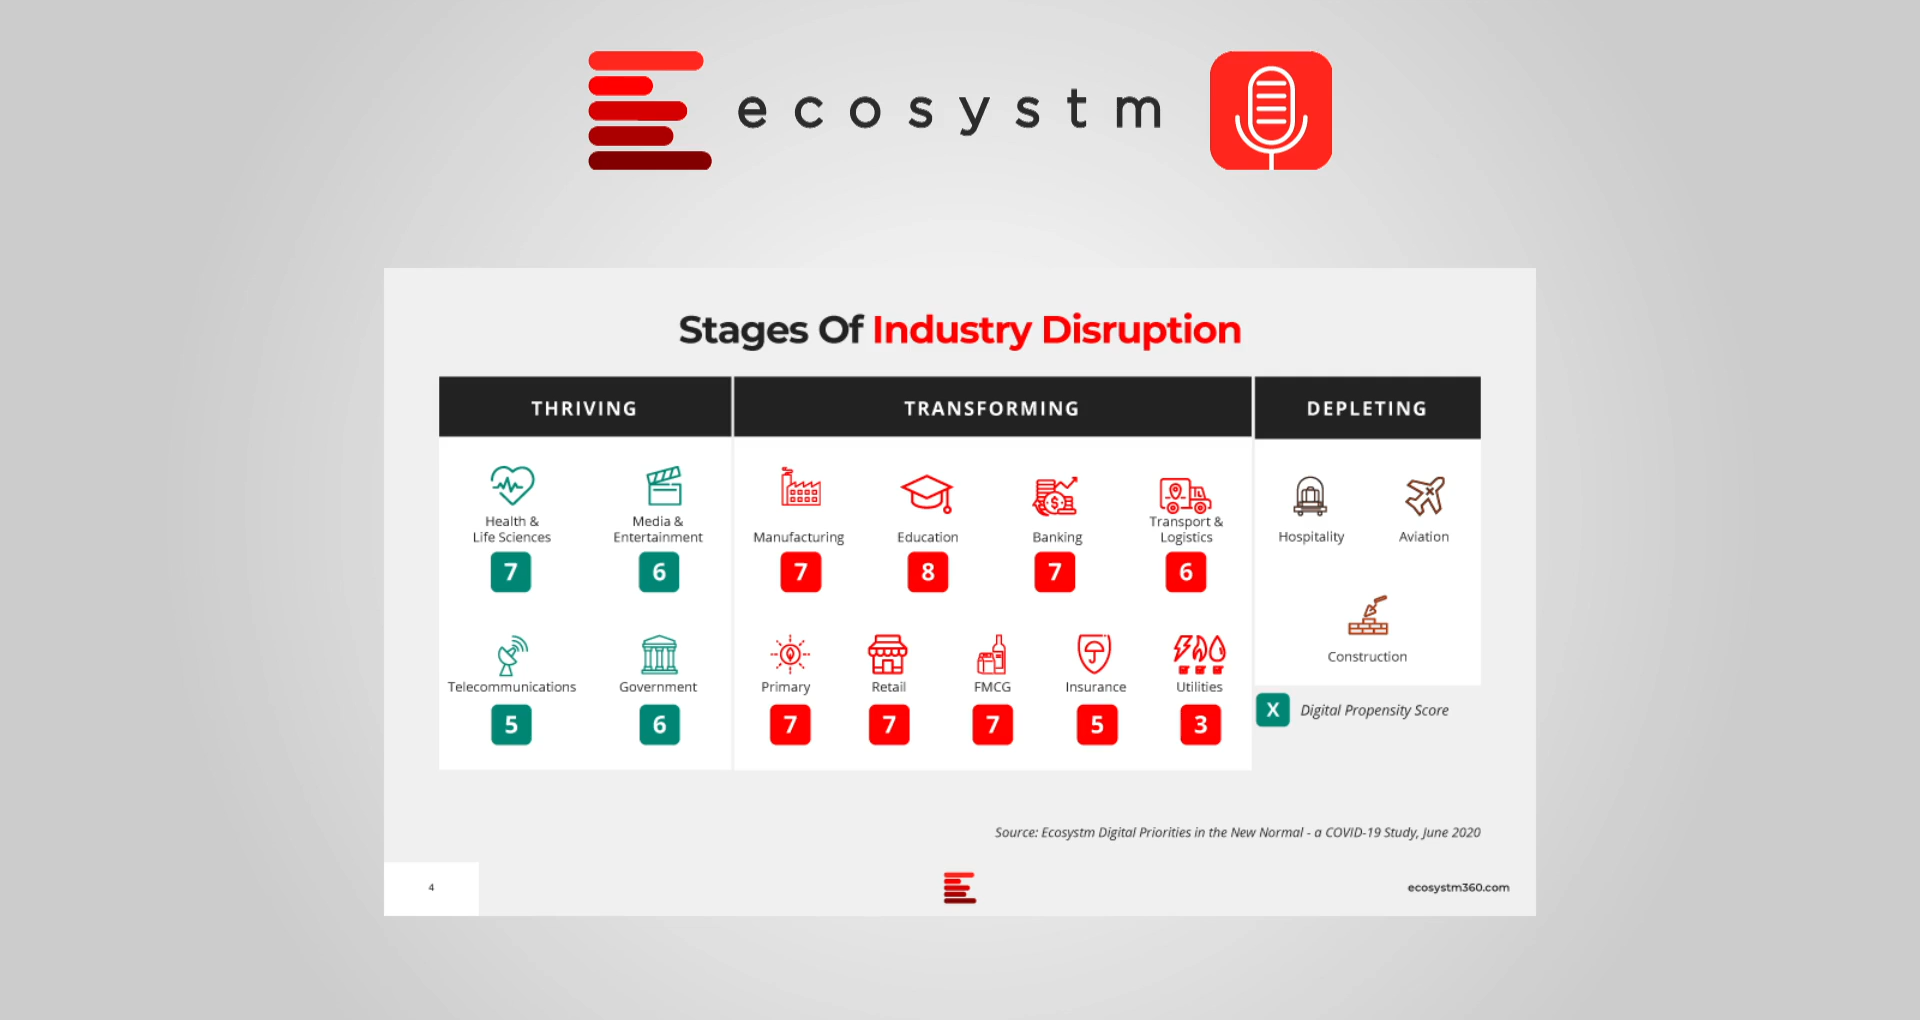 ecosystm
Stages Of Industry Disruption
THRIVING
Health &
Life Sciences
7
Media &
Entertainment
6
Telecommunications
5
Government
6
TRANSFORMING
Manufacturing
7
Education
8
Banking
7
Transport &
Logistics
6
Primary
7
Retail
7
FMCG
7
Insurance
5
Utilities
3
DEPLETING
Hospitality
Aviation
Construction
X Digital Propensity Score
Source: Ecosystm Digital Priorities in the New Normal - a COVID-19 Study, June 2020
4
ecosystm360.com